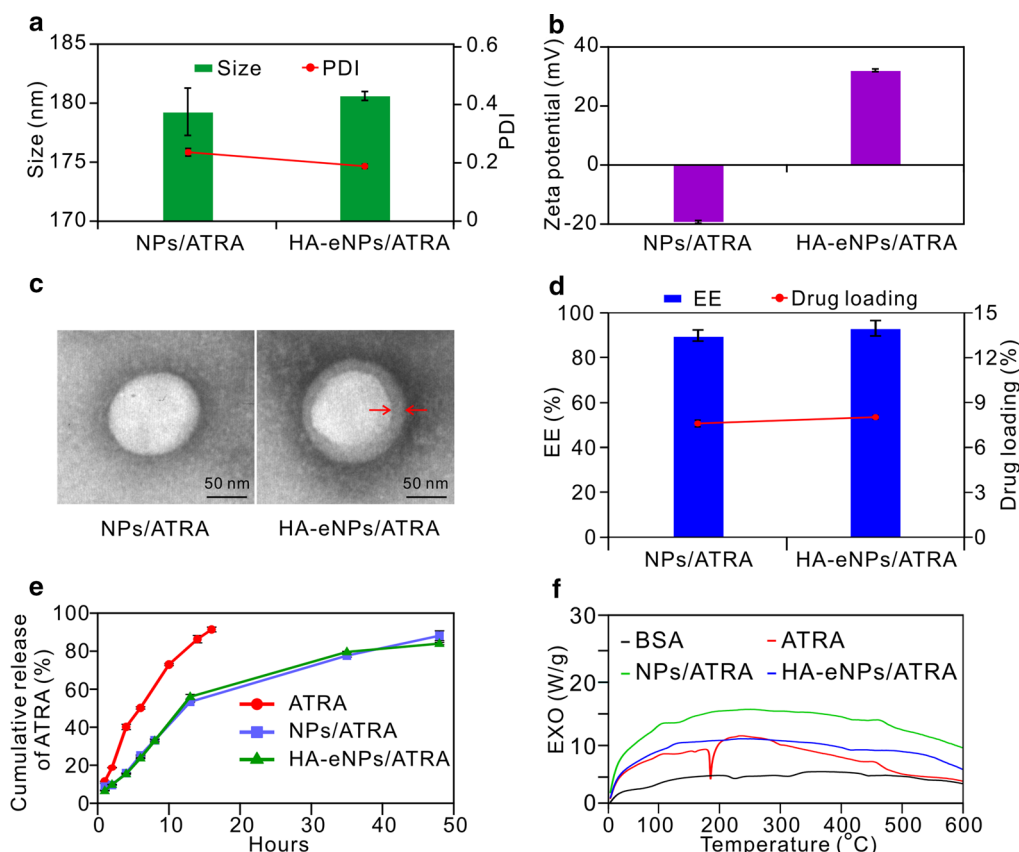 a
185
180
175
170
Size (nm)
Size
PDI
0.6
0.4
0.2
0
PDI
NPs/ATRA
HA-eNPs/ATRA
b
40
20
0
-20
Zeta potential (mV)
NPs/ATRA
HA-eNPs/ATRA
c
50 nm
50 nm
NPs/ATRA
HA-eNPs/ATRA
d
EE
Drug loading
100
80
60
40
20
0
EE (%)
15
12
9
6
3
0
Drug loading (%)
NPs/ATRA
HA-eNPs/ATRA
e
100
80
60
40
20
0
Cumulative release
of ATRA (%)
ATRA
NPs/ATRA
HA-eNPs/ATRA
0
10
20
30
40
50
Hours
f
30
20
15
10
5
0
EXO (W/g)
BSA
ATRA
NPs/ATRA
HA-eNPs/ATRA
0
100
200
300
400
500
600
Temperature (°C)